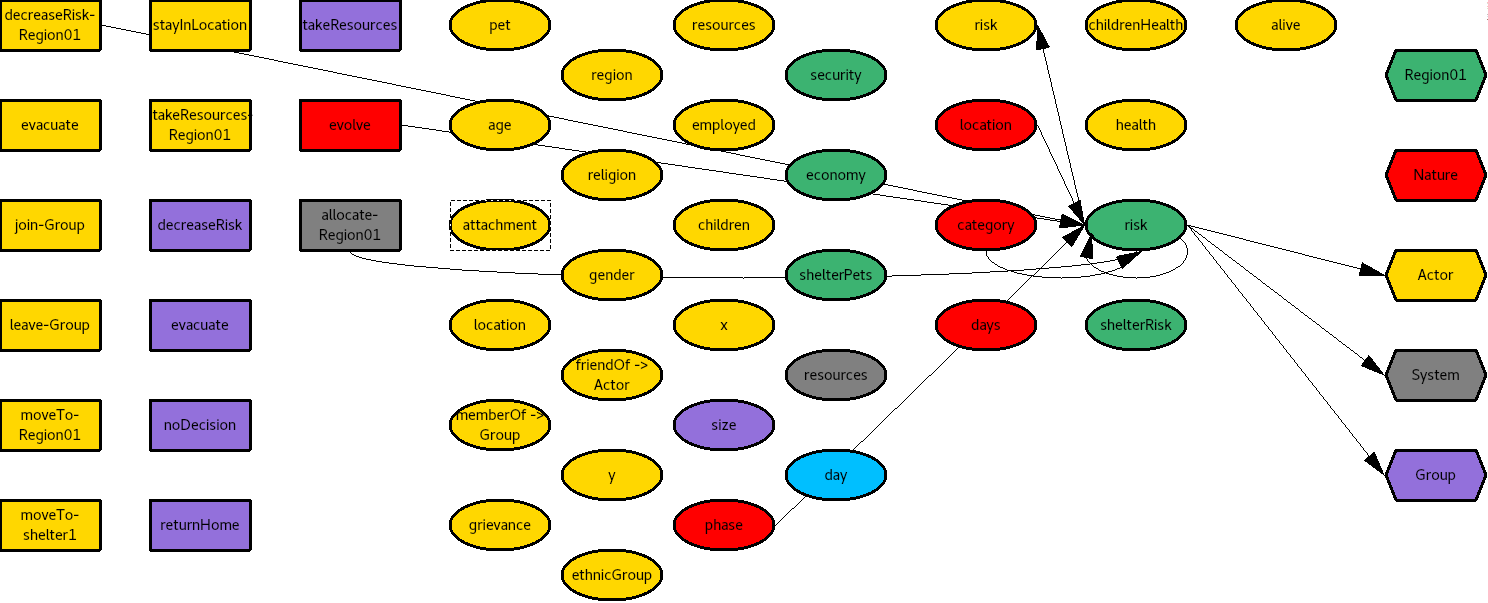 decreaseRisk-
Region01
stayInLocation
takeResources
pet
resources
risk
childrenHealth
alive
region
security
Region01
evacuate
takeResources-
Region01
evolve
age
employed
location
health
religion
economy
Nature
join-Group
decreaseRisk
allocate-
Region01
attachment
children
category
risk
gender
shelterPets
Actor
leave-Group
evacuate
location
x
days
shelterRisk
friendOf ->
Actor
resources
System
moveTo-
Region01
noDecision
memberOf ->
Group
size
y
day
Group
moveTo-
shelter1
returnHome
grievance
phase
ethnicGroup